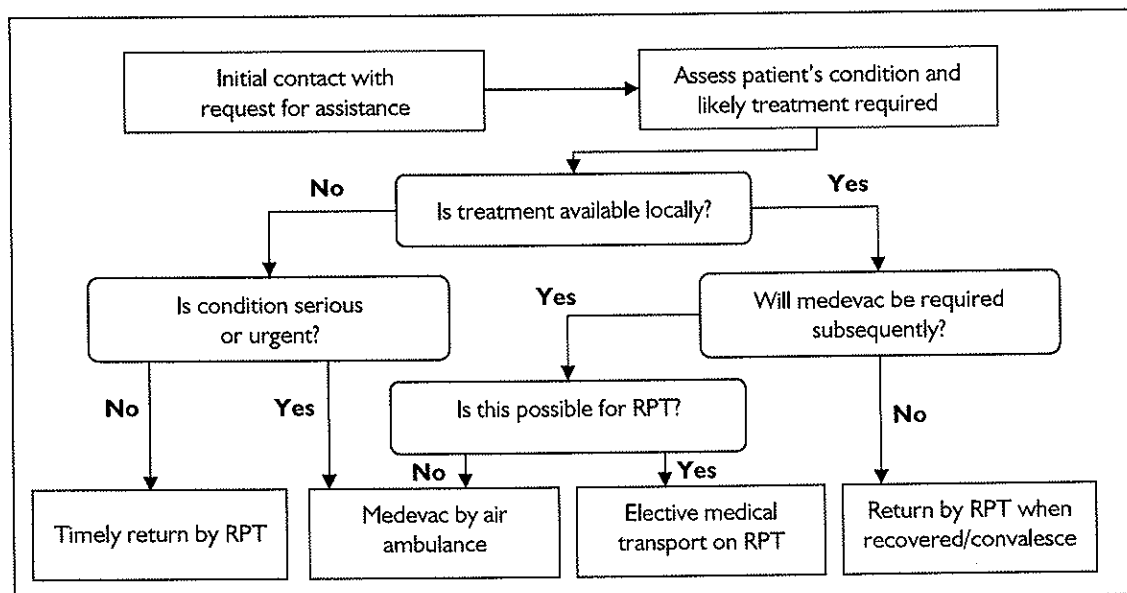 Initial contact with
request for assistance
Assess patient's condition and
likely treatment required
No
Yes
Is treatment available locally?
Is condition serious
or urgent?
Yes
Will medevac be required
subsequently?
No
Yes
Is this possible for RPT?
No
No
Yes
Timely return by RPT
Medevac by air
ambulance
Elective medical
transport on RPT
Return by RPT when
recovered/convalesce